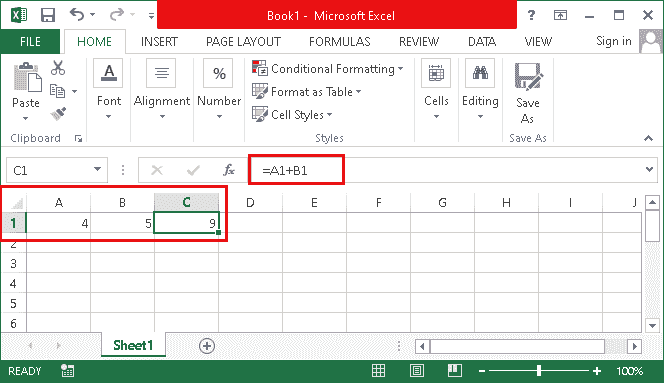 Book1 - Microsoft Excel
FILE HOME INSERT PAGE LAYOUT FORMULAS REVIEW DATA VIEW Sign in
Paste Font Alignment Number Conditional Formatting Format as Table Cell Styles Cells Editing Save As
Clipboard Styles Save As
C1 fx =A1+B1
A B C D E F G H I J
1 4 5 9
2
3
4
5
6
Sheet1
READY 100%